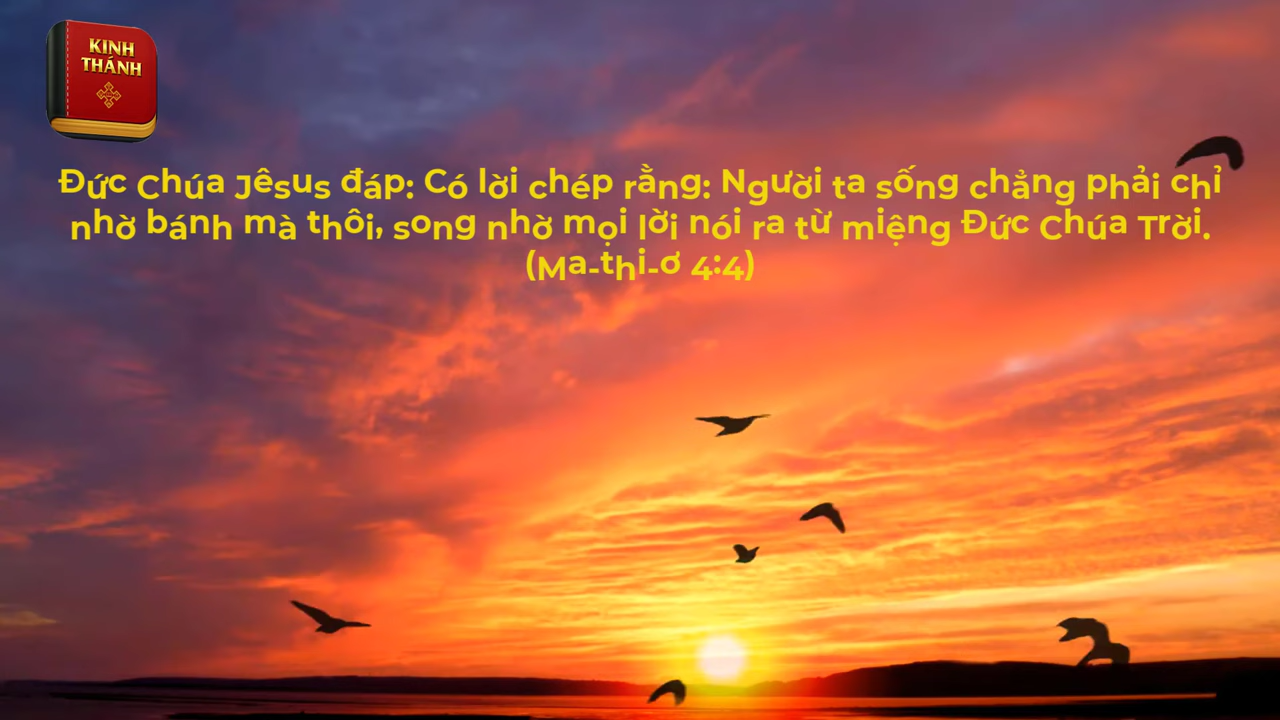 KINH
THÁNH
Đức Chúa Jêsus đáp: Có lời chép rằng: Người ta sống chẳng phải chỉ
nhờ bánh mà thôi, song nhờ mọi lời nói ra từ miệng Đức Chúa Trời.
(Ma-thi-ơ 4:4)